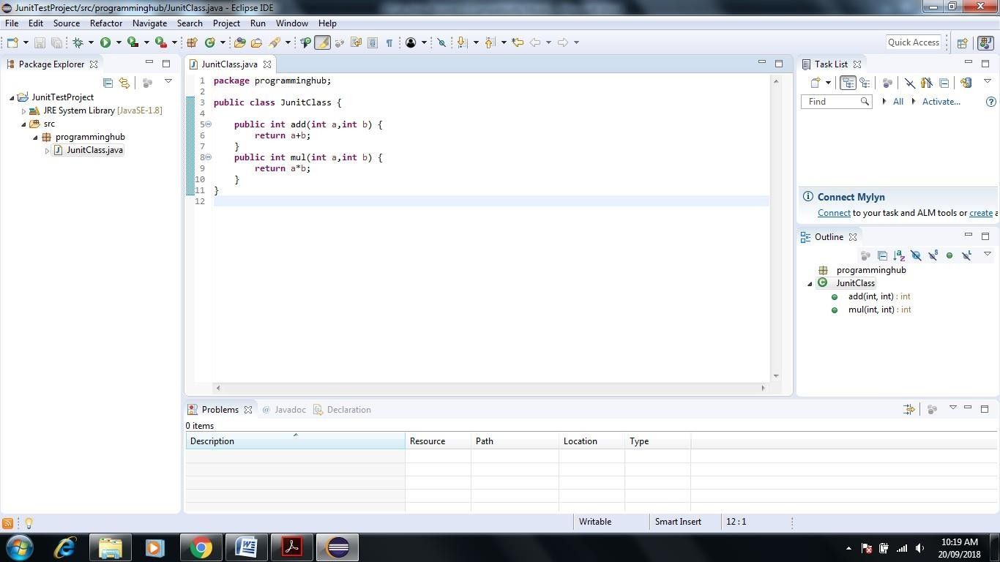 JunitTestProject/src/programminghub/JunitClass.java - Eclipse IDE
File Edit Source Refactor Navigate Search Project Run Window Help
Quick Access
Package Explorer
JunitTestProject
JRE System Library [JavaSE-1.8]
src
programminghub
JunitClass.java
JunitClass.java
1 package programminghub;
2
3 public class JunitClass {
4
5 public int add(int a,int b) {
6 return a+b;
7 }
8 public int mul(int a,int b) {
9 return a*b;
10 }
11 }
12
Task List
Find All Activate...
Connect Mylyn
Connect to your task and ALM tools or create a
Outline
programminghub
JunitClass
add(int, int) : int
mul(int, int) : int
Problems Javadoc Declaration
0 items
Description Resource Path Location Type
Writable Smart Insert 12 : 1
10:19 AM
20/09/2018